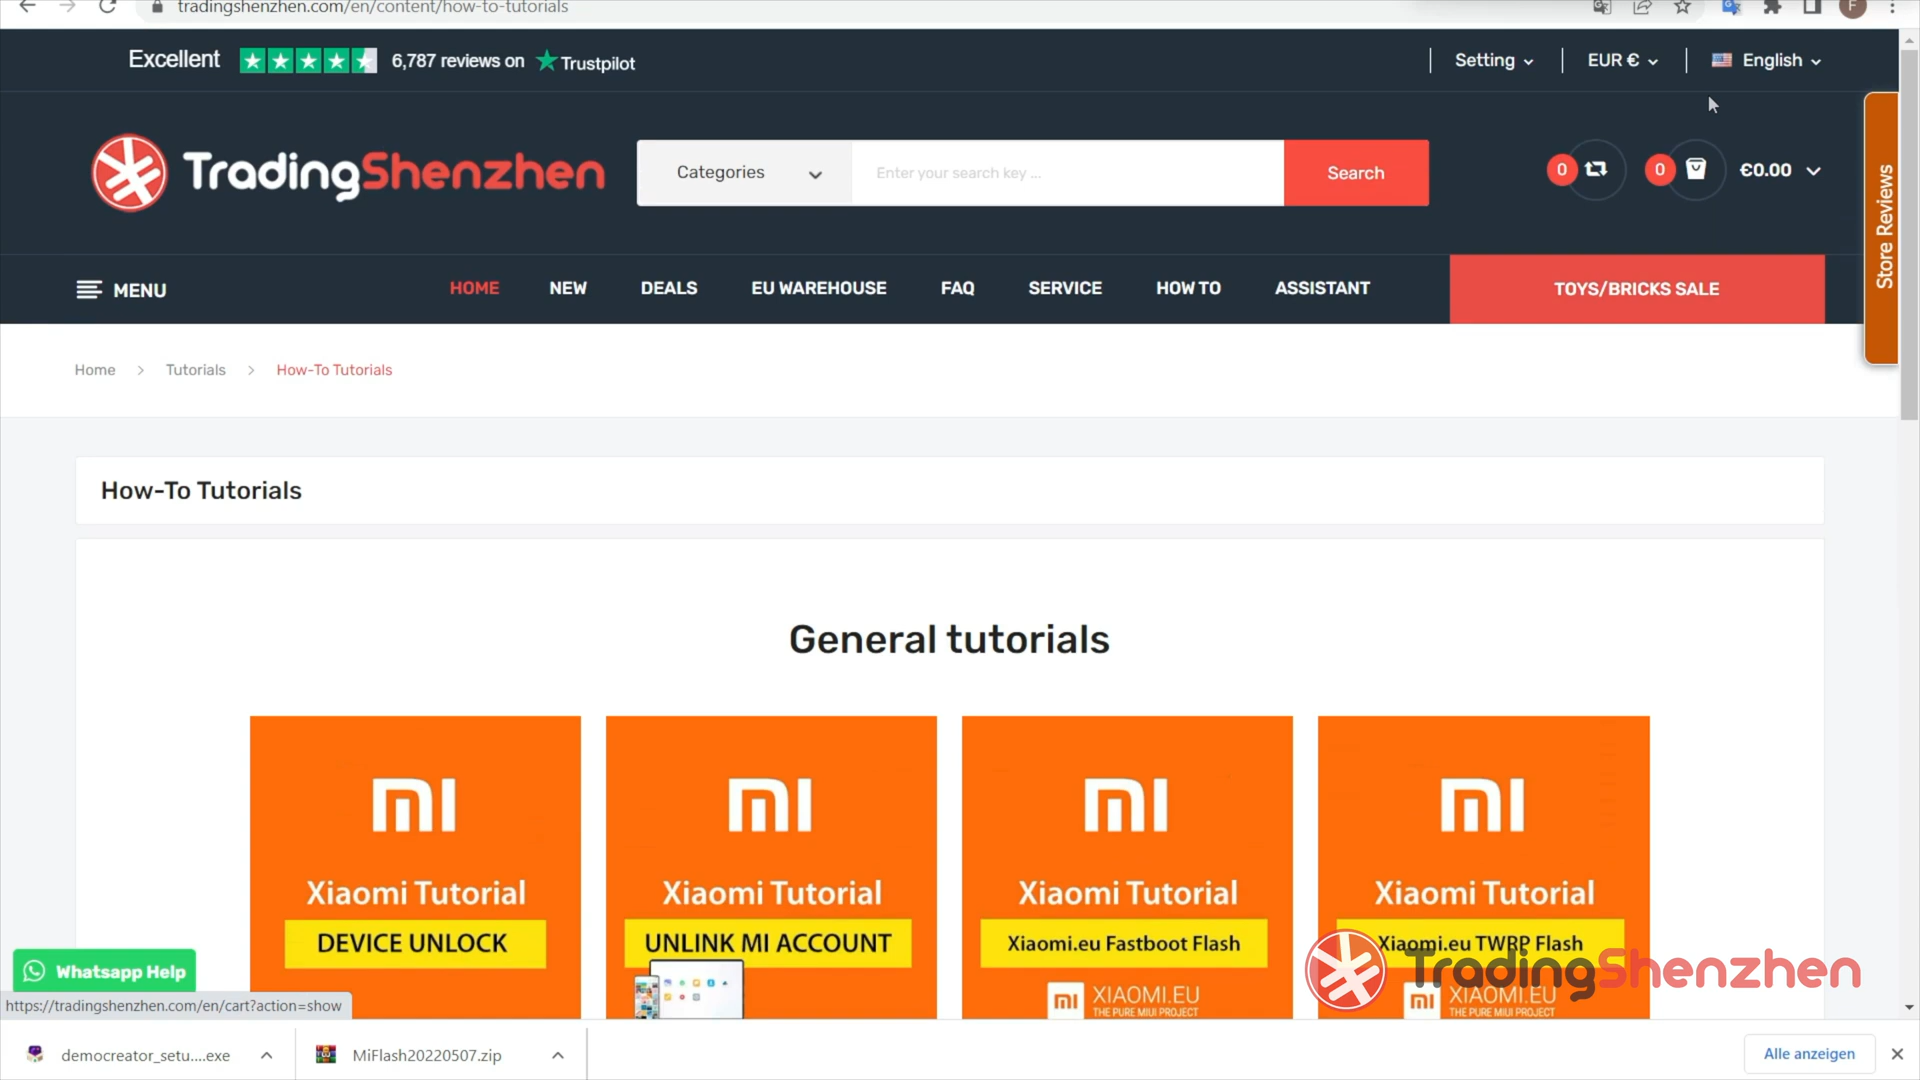 tradingshenzhen.com/en/content/how-to-tutorials
F
Excellent 6,787 reviews on Trustpilot
Setting EUR € English
TradingShenzhen
Categories Enter your search key ... Search
0 0 €0.00
Store Reviews
MENU HOME NEW DEALS EU WAREHOUSE FAQ SERVICE HOW TO ASSISTANT TOYS/BRICKS SALE
Home > Tutorials > How-To Tutorials
How-To Tutorials
General tutorials
mi
Xiaomi Tutorial
DEVICE UNLOCK
mi
Xiaomi Tutorial
UNLINK MI ACCOUNT
mi
Xiaomi Tutorial
Xiaomi.eu Fastboot Flash
mi XIAOMI.EU
THE PURE MIUI PROJECT
mi
Xiaomi Tutorial
Xiaomi.eu TWRP Flash
mi XIAOMI.EU
THE PURE MIUI PROJECT
TradingShenzhen
Whatsapp Help
https://tradingshenzhen.com/en/cart?action=show
democreator_setu....exe
MiFlash20220507.zip
Alle anzeigen